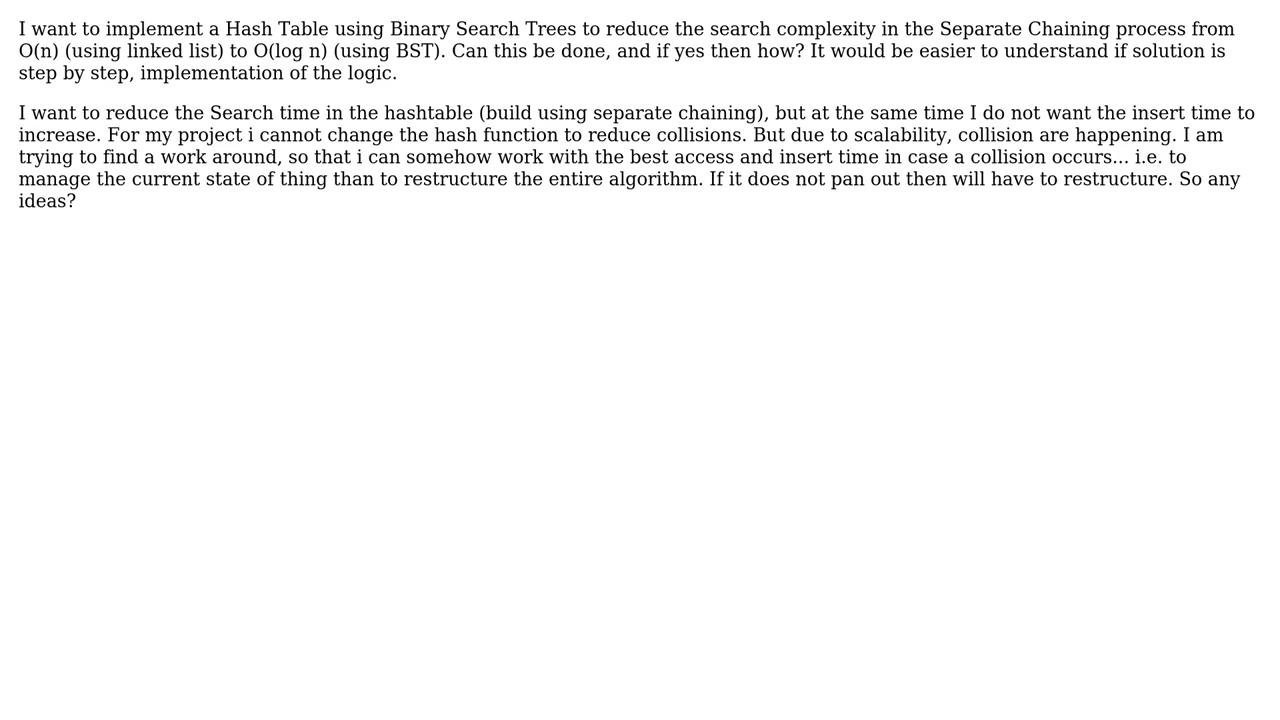 I want to implement a Hash Table using Binary Search Trees to reduce the search complexity in the Separate Chaining process from
O(n) (using linked list) to O(log n) (using BST). Can this be done, and if yes then how? It would be easier to understand if solution is
step by step, implementation of the logic.
I want to reduce the Search time in the hashtable (build using separate chaining), but at the same time I do not want the insert time to
increase. For my project i cannot change the hash function to reduce collisions. But due to scalability, collision are happening. I am
trying to find a work around, so that i can somehow work with the best access and insert time in case a collision occurs... i.e. to
manage the current state of thing than to restructure the entire algorithm. If it does not pan out then will have to restructure. So any
ideas?